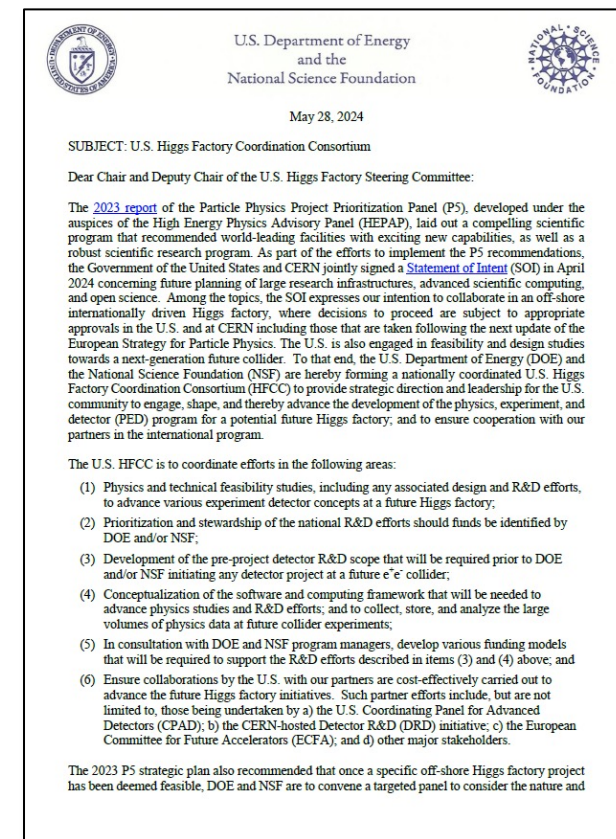 U.S. Department of Energy
and the
National Science Foundation
May 28, 2024
SUBJECT: U.S. Higgs Factory Coordination Consortium
Dear Chair and Deputy Chair of the U.S. Higgs Factory Steering Committee:
The 2023 report of the Particle Physics Project Prioritization Panel (P5), developed under the
auspices of the High Energy Physics Advisory Panel (HEPAP), laid out a compelling scientific
program that recommended world-leading facilities with exciting new capabilities, as well as a
robust scientific research program. As part of the efforts to implement the P5 recommendations,
the Government of the United States and CERN jointly signed a Statement of Intent (SOI) in April
2024 concerning future planning of large research infrastructures, advanced scientific computing,
and open science. Among the topics, the SOI expresses our intention to collaborate in an off-shore
internationally driven Higgs factory, where decisions to proceed are subject to appropriate
approvals in the U.S. and at CERN including those that are taken following the next update of the
European Strategy for Particle Physics. The U.S. is also engaged in feasibility and design studies
towards a next-generation future collider. To that end, the U.S. Department of Energy (DOE) and
the National Science Foundation (NSF) are hereby forming a nationally coordinated U.S. Higgs
Factory Coordination Consortium (HFCC) to provide strategic direction and leadership for the U.S.
community to engage, shape, and thereby advance the development of the physics, experiment, and
detector (PED) program for a potential future Higgs factory; and to ensure cooperation with our
partners in the international program.
The U.S. HFCC is to coordinate efforts in the following areas:
(1) Physics and technical feasibility studies, including any associated design and R&D efforts,
to advance various experiment detector concepts at a future Higgs factory;
(2) Prioritization and stewardship of the national R&D efforts should funds be identified by
DOE and/or NSF;
(3) Development of the pre-project detector R&D scope that will be required prior to DOE
and/or NSF initiating any detector project at a future e⁺e⁻ collider;
(4) Conceptualization of the software and computing framework that will be needed to
advance physics studies and R&D efforts; and to collect, store, and analyze the large
volumes of physics data at future collider experiments;
(5) In consultation with DOE and NSF program managers, develop various funding models
that will be required to support the R&D efforts described in items (3) and (4) above; and
(6) Ensure collaborations by the U.S. with our partners are cost-effectively carried out to
advance the future Higgs factory initiatives. Such partner efforts include, but are not
limited to, those being undertaken by a) the U.S. Coordinating Panel for Advanced
Detectors (CPAD); b) the CERN-hosted Detector R&D (DRD) initiative; c) the European
Committee for Future Accelerators (ECFA); and d) other major stakeholders.
The 2023 P5 strategic plan also recommended that once a specific off-shore Higgs factory project
has been deemed feasible, DOE and NSF are to convene a targeted panel to consider the nature and
DEPARTMENT OF ENERGY
UNITED STATES OF AMERICA
NATIONAL SCIENCE FOUNDATION